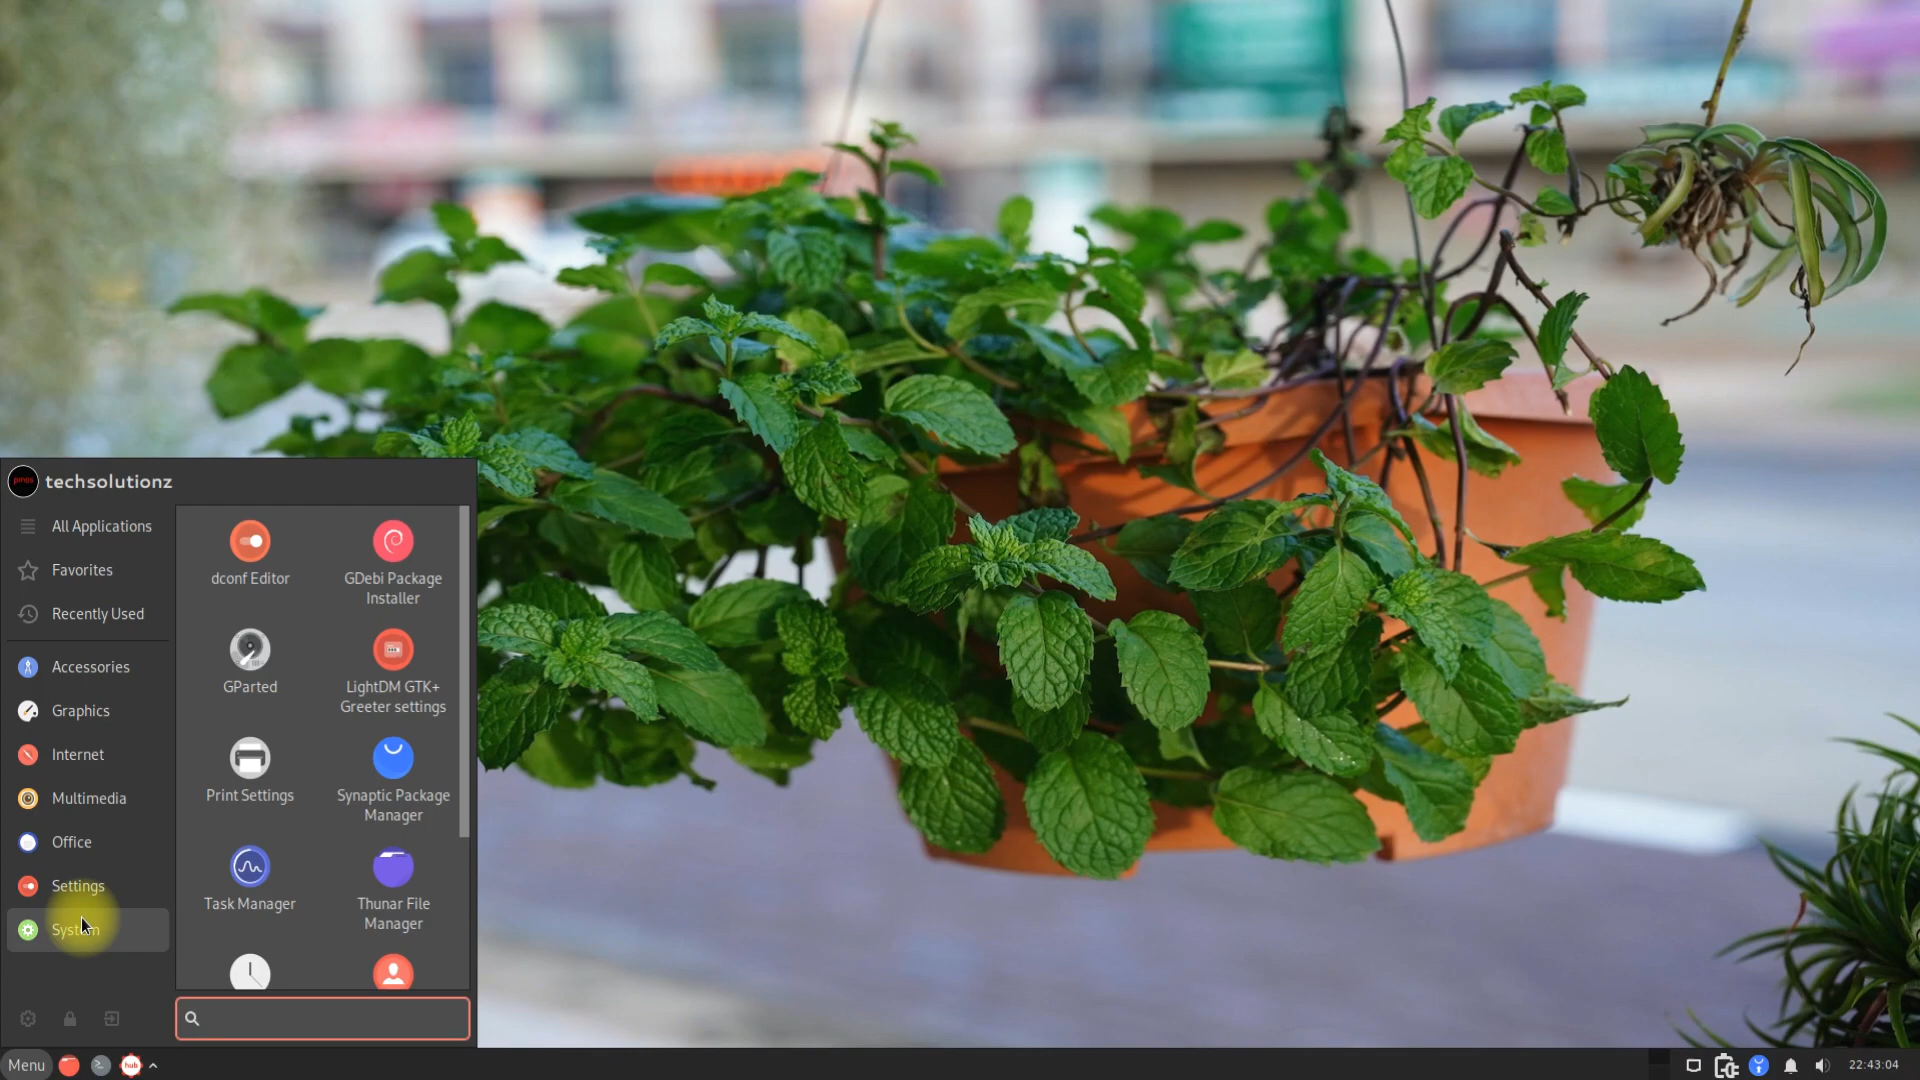 techsolutionz
All Applications
Favorites
Recently Used
Accessories
Graphics
Internet
Multimedia
Office
Settings
System
dconf Editor
GDebi Package
Installer
GParted
LightDM GTK+
Greeter settings
Print Settings
Synaptic Package
Manager
Task Manager
Thunar File
Manager
Menu
hub
22:43:04